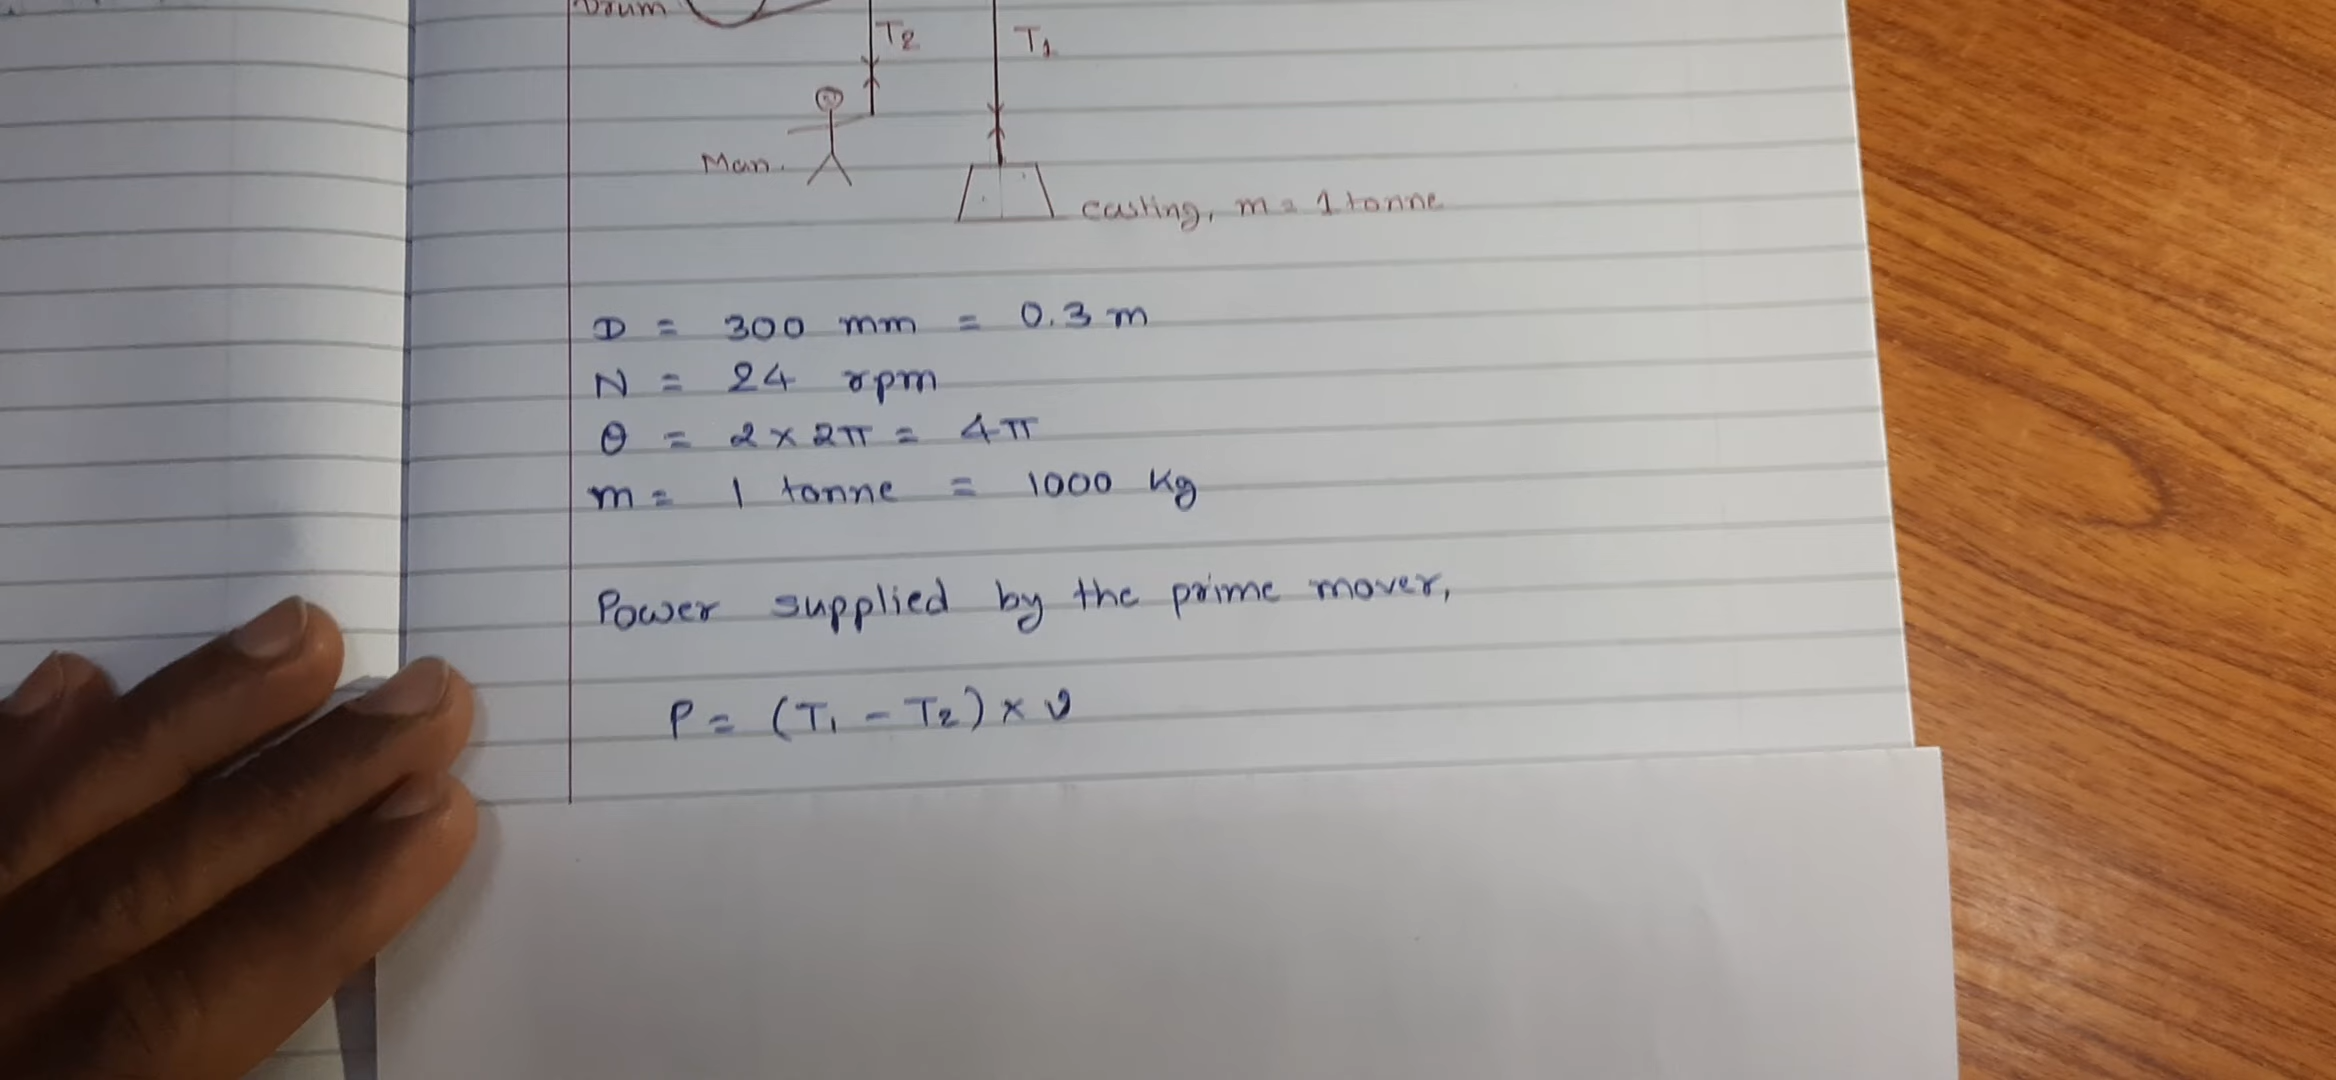 Drum
T2
T1
Man.
casting, m = 1 tonne
D = 300 mm = 0.3 m
N = 24 rpm
θ = 2 × 2π = 4π
m = 1 tonne = 1000 kg
Power supplied by the prime mover,
P = (T1 - T2) × v